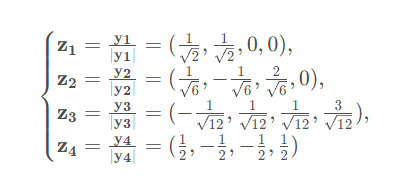 z₁ = y1/|y1| = (1/√2, 1/√2, 0, 0),
z₂ = y2/|y2| = (1/√6, −1/√6, 2/√6, 0),
z₃ = y3/|y3| = (−1/√12, 1/√12, 1/√12, 3/√12),
z₄ = y4/|y4| = (1/2, −1/2, −1/2, 1/2)